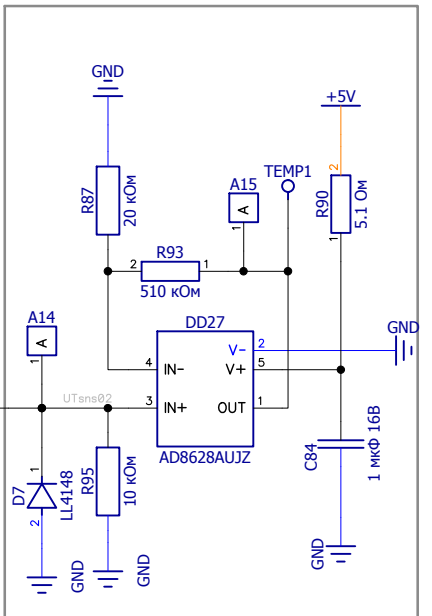 GND
+5V
TEMP1
2
A15
R87
20 кОм
A
R90
5.1 Ом
1
R93
1
2
1
510 кОм
A14
DD27
GND
A
V-
2
4
IN-
V+
5
1
UTsns02
3
IN+
OUT
1
AD8628AUJZ
1
D7
LL4148
2
R95
10 кОм
C84
1 мкФ 16В
GND
GND
GND